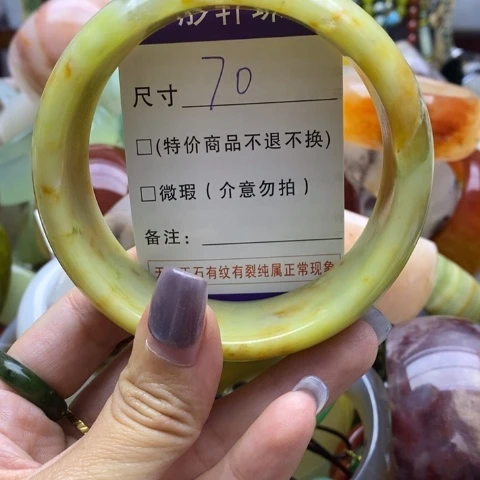 尺寸 70
□(特价商品不退不换)
□微瑕（介意勿拍）
备注：
石有纹有裂纯属正常现象